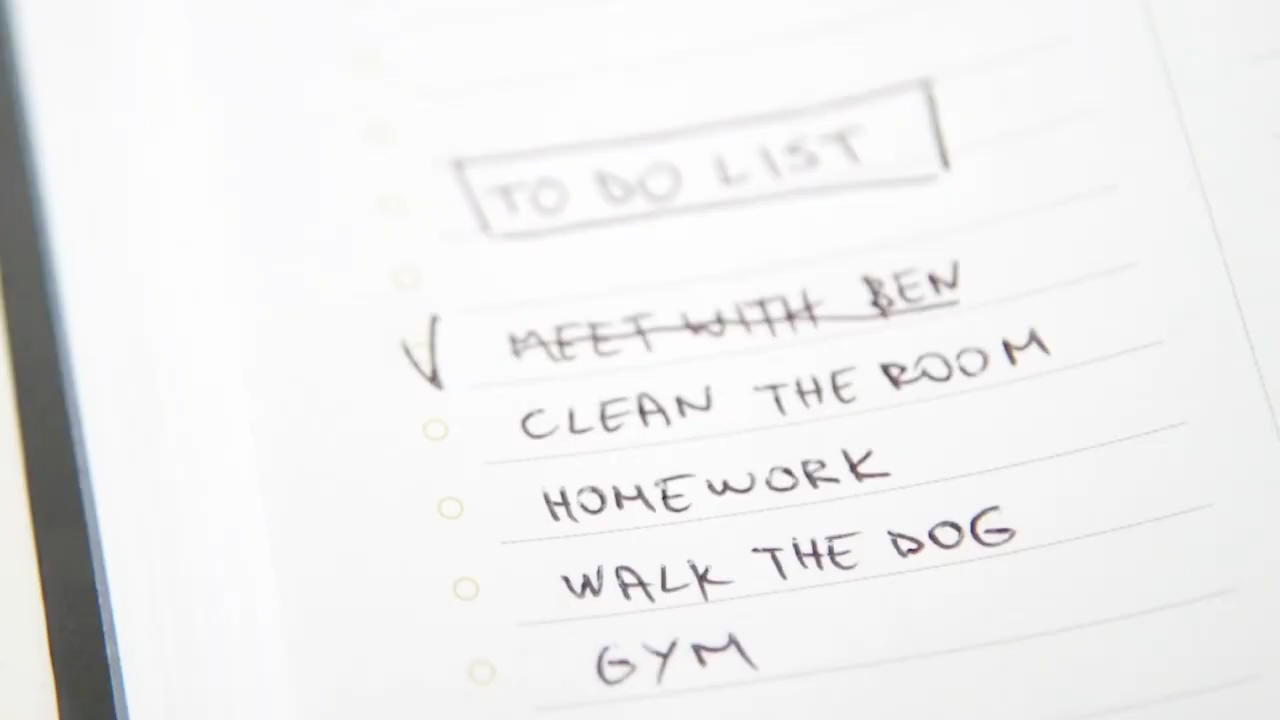 TO DO LIST
MEET WITH BEN
CLEAN THE ROOM
HOMEWORK
WALK THE DOG
GYM